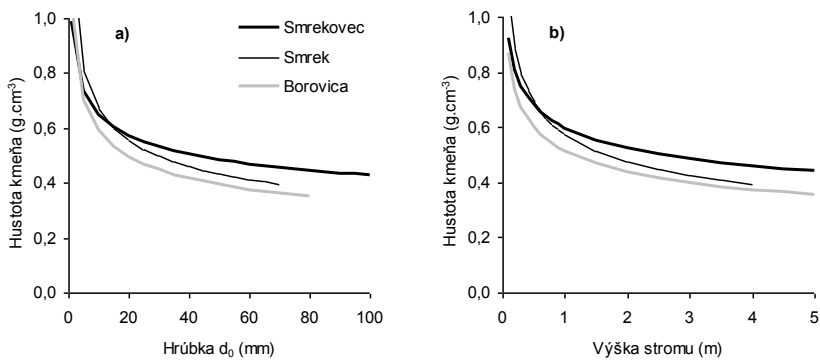 a)
Smrekovec
Smrek
Borovica
Hustota kmeňa (g.cm-3)
1,0
0,8
0,6
0,4
0,2
0,0
0 20 40 60 80 100
Hrúbka d0 (mm)
b)
Hustota kmeňa (g.cm-3)
1,0
0,8
0,6
0,4
0,2
0,0
0 1 2 3 4 5
Výška stromu (m)